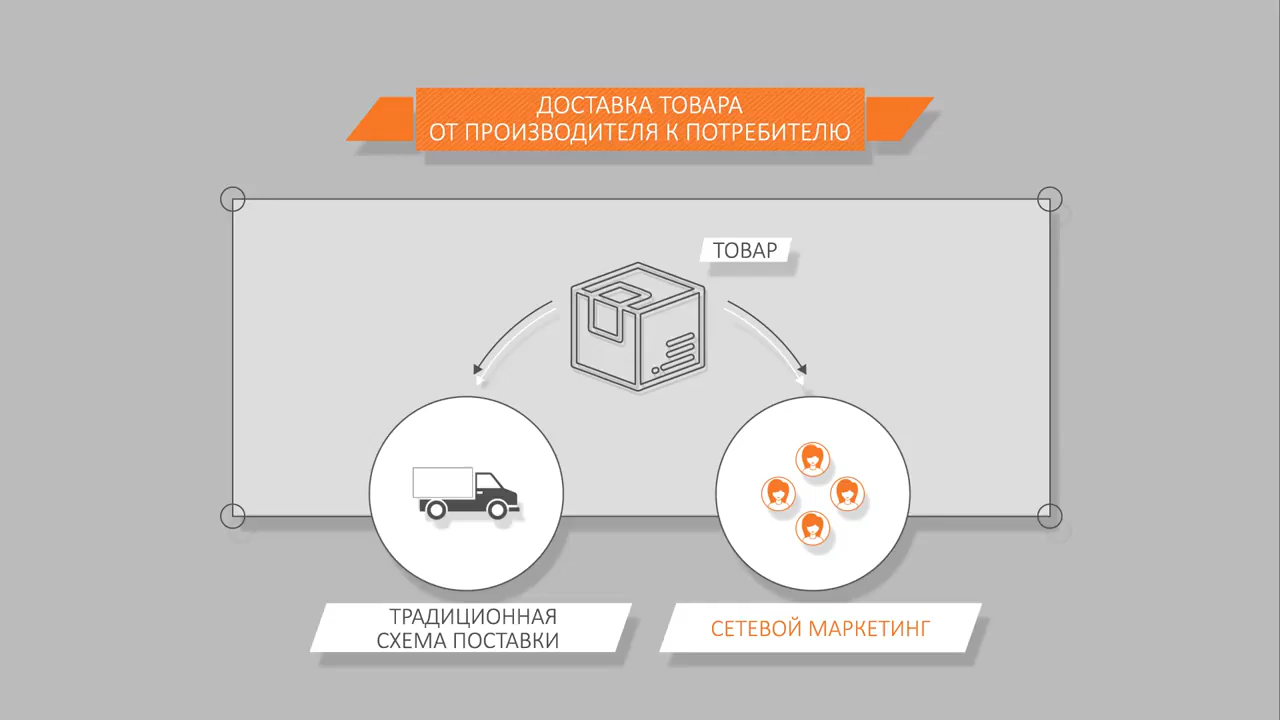 ДОСТАВКА ТОВАРА
ОТ ПРОИЗВОДИТЕЛЯ К ПОТРЕБИТЕЛЮ
ТОВАР
ТРАДИЦИОННАЯ
СХЕМА ПОСТАВКИ
СЕТЕВОЙ МАРКЕТИНГ